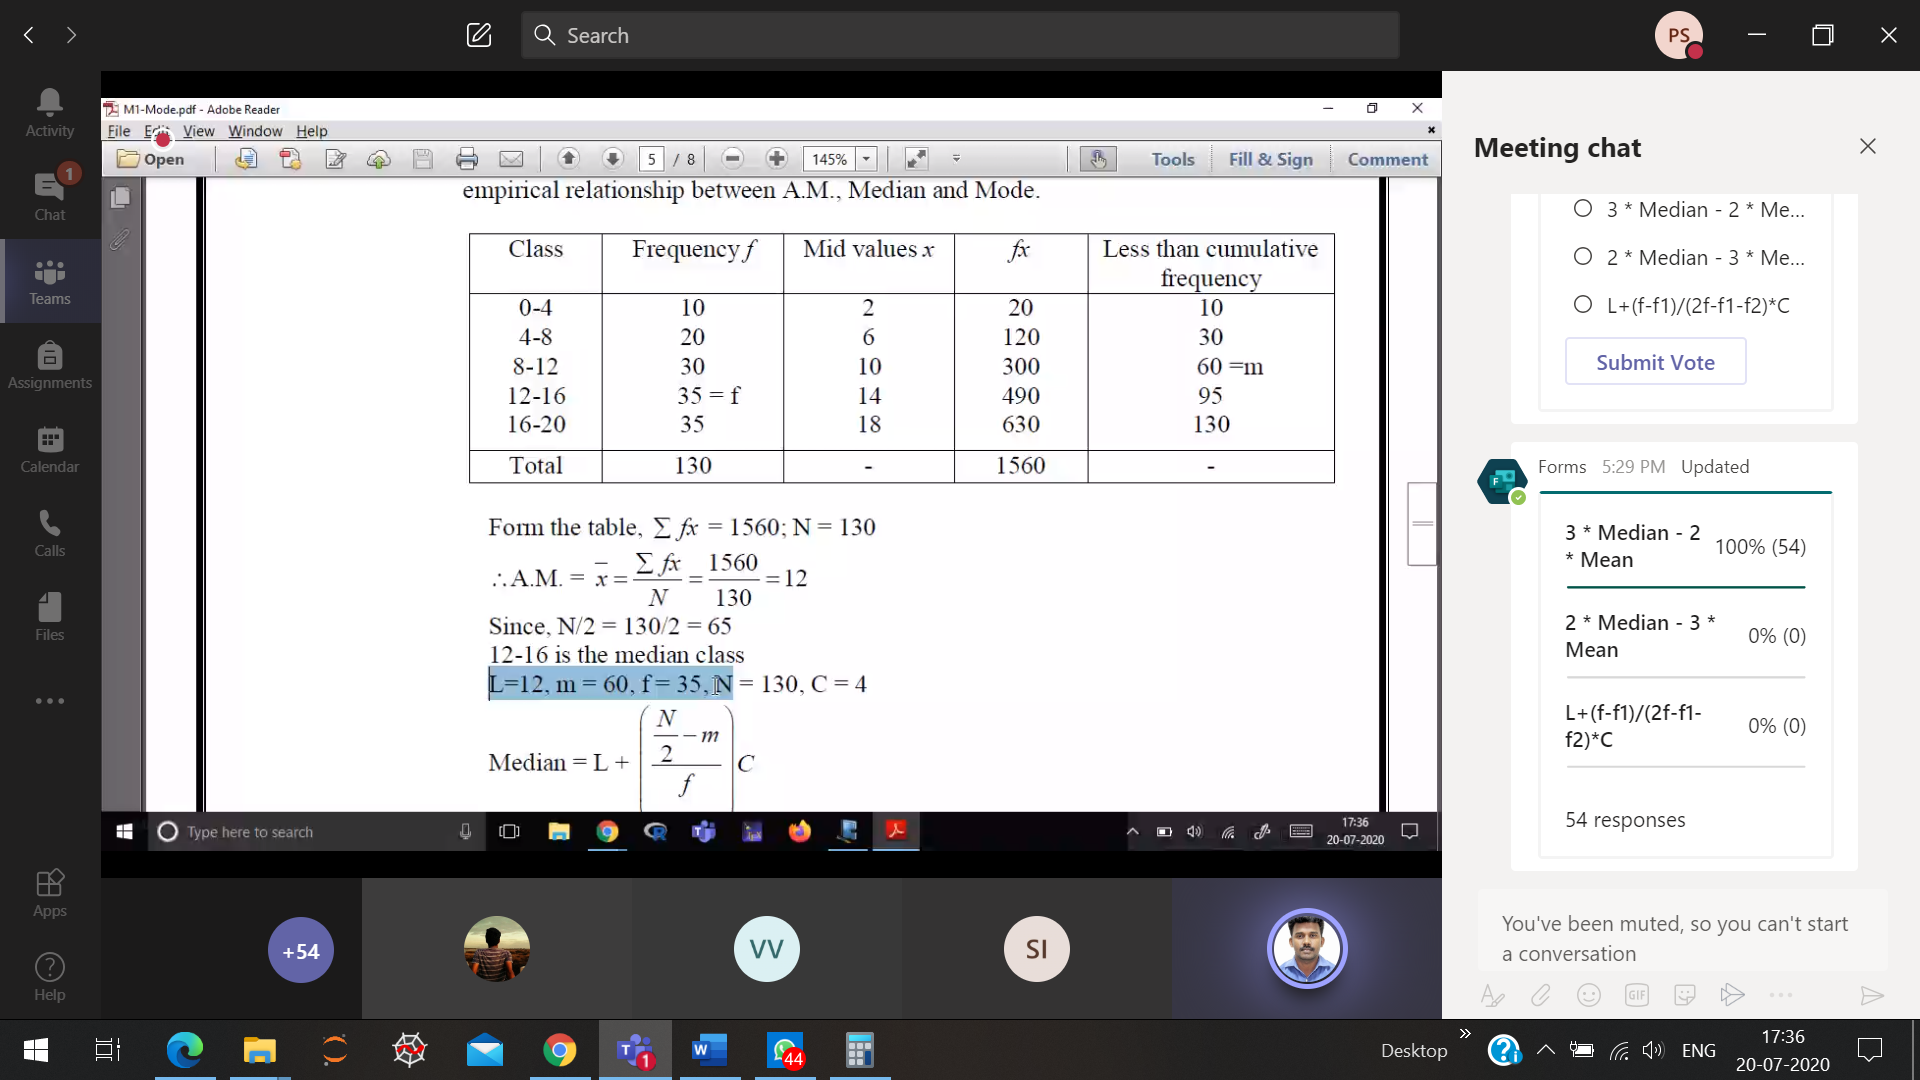 Search
PS
Activity
1
Chat
Teams
Assignments
Calendar
Calls
Files
Apps
Help
M1-Mode.pdf - Adobe Reader
File Edit View Window Help
Open
5 / 8
145%
Tools
Fill & Sign
Comment
empirical relationship between A.M., Median and Mode.
Class Frequency f Mid values x fx Less than cumulative frequency
0-4 10 2 20 10
4-8 20 6 120 30
8-12 30 10 300 60 =m
12-16 35 = f 14 490 95
16-20 35 18 630 130
Total 130 - 1560 -
Form the table, ∑ fx = 1560; N = 130
∴A.M. = x̄ = ∑ fx / N = 1560 / 130 = 12
Since, N/2 = 130/2 = 65
12-16 is the median class
L=12, m = 60, f = 35, N = 130, C = 4
Median = L + ( (N/2 − m) / f ) C
Type here to search
17:36
20-07-2020
+54
VV
SI
Meeting chat
3 * Median - 2 * Me...
2 * Median - 3 * Me...
L+(f-f1)/(2f-f1-f2)*C
Submit Vote
Forms 5:29 PM Updated
F
3 * Median - 2
* Mean
100% (54)
2 * Median - 3 *
Mean
0% (0)
L+(f-f1)/(2f-f1-
f2)*C
0% (0)
54 responses
You've been muted, so you can't start
a conversation
GIF
1
W
44
Desktop
ENG
17:36
20-07-2020